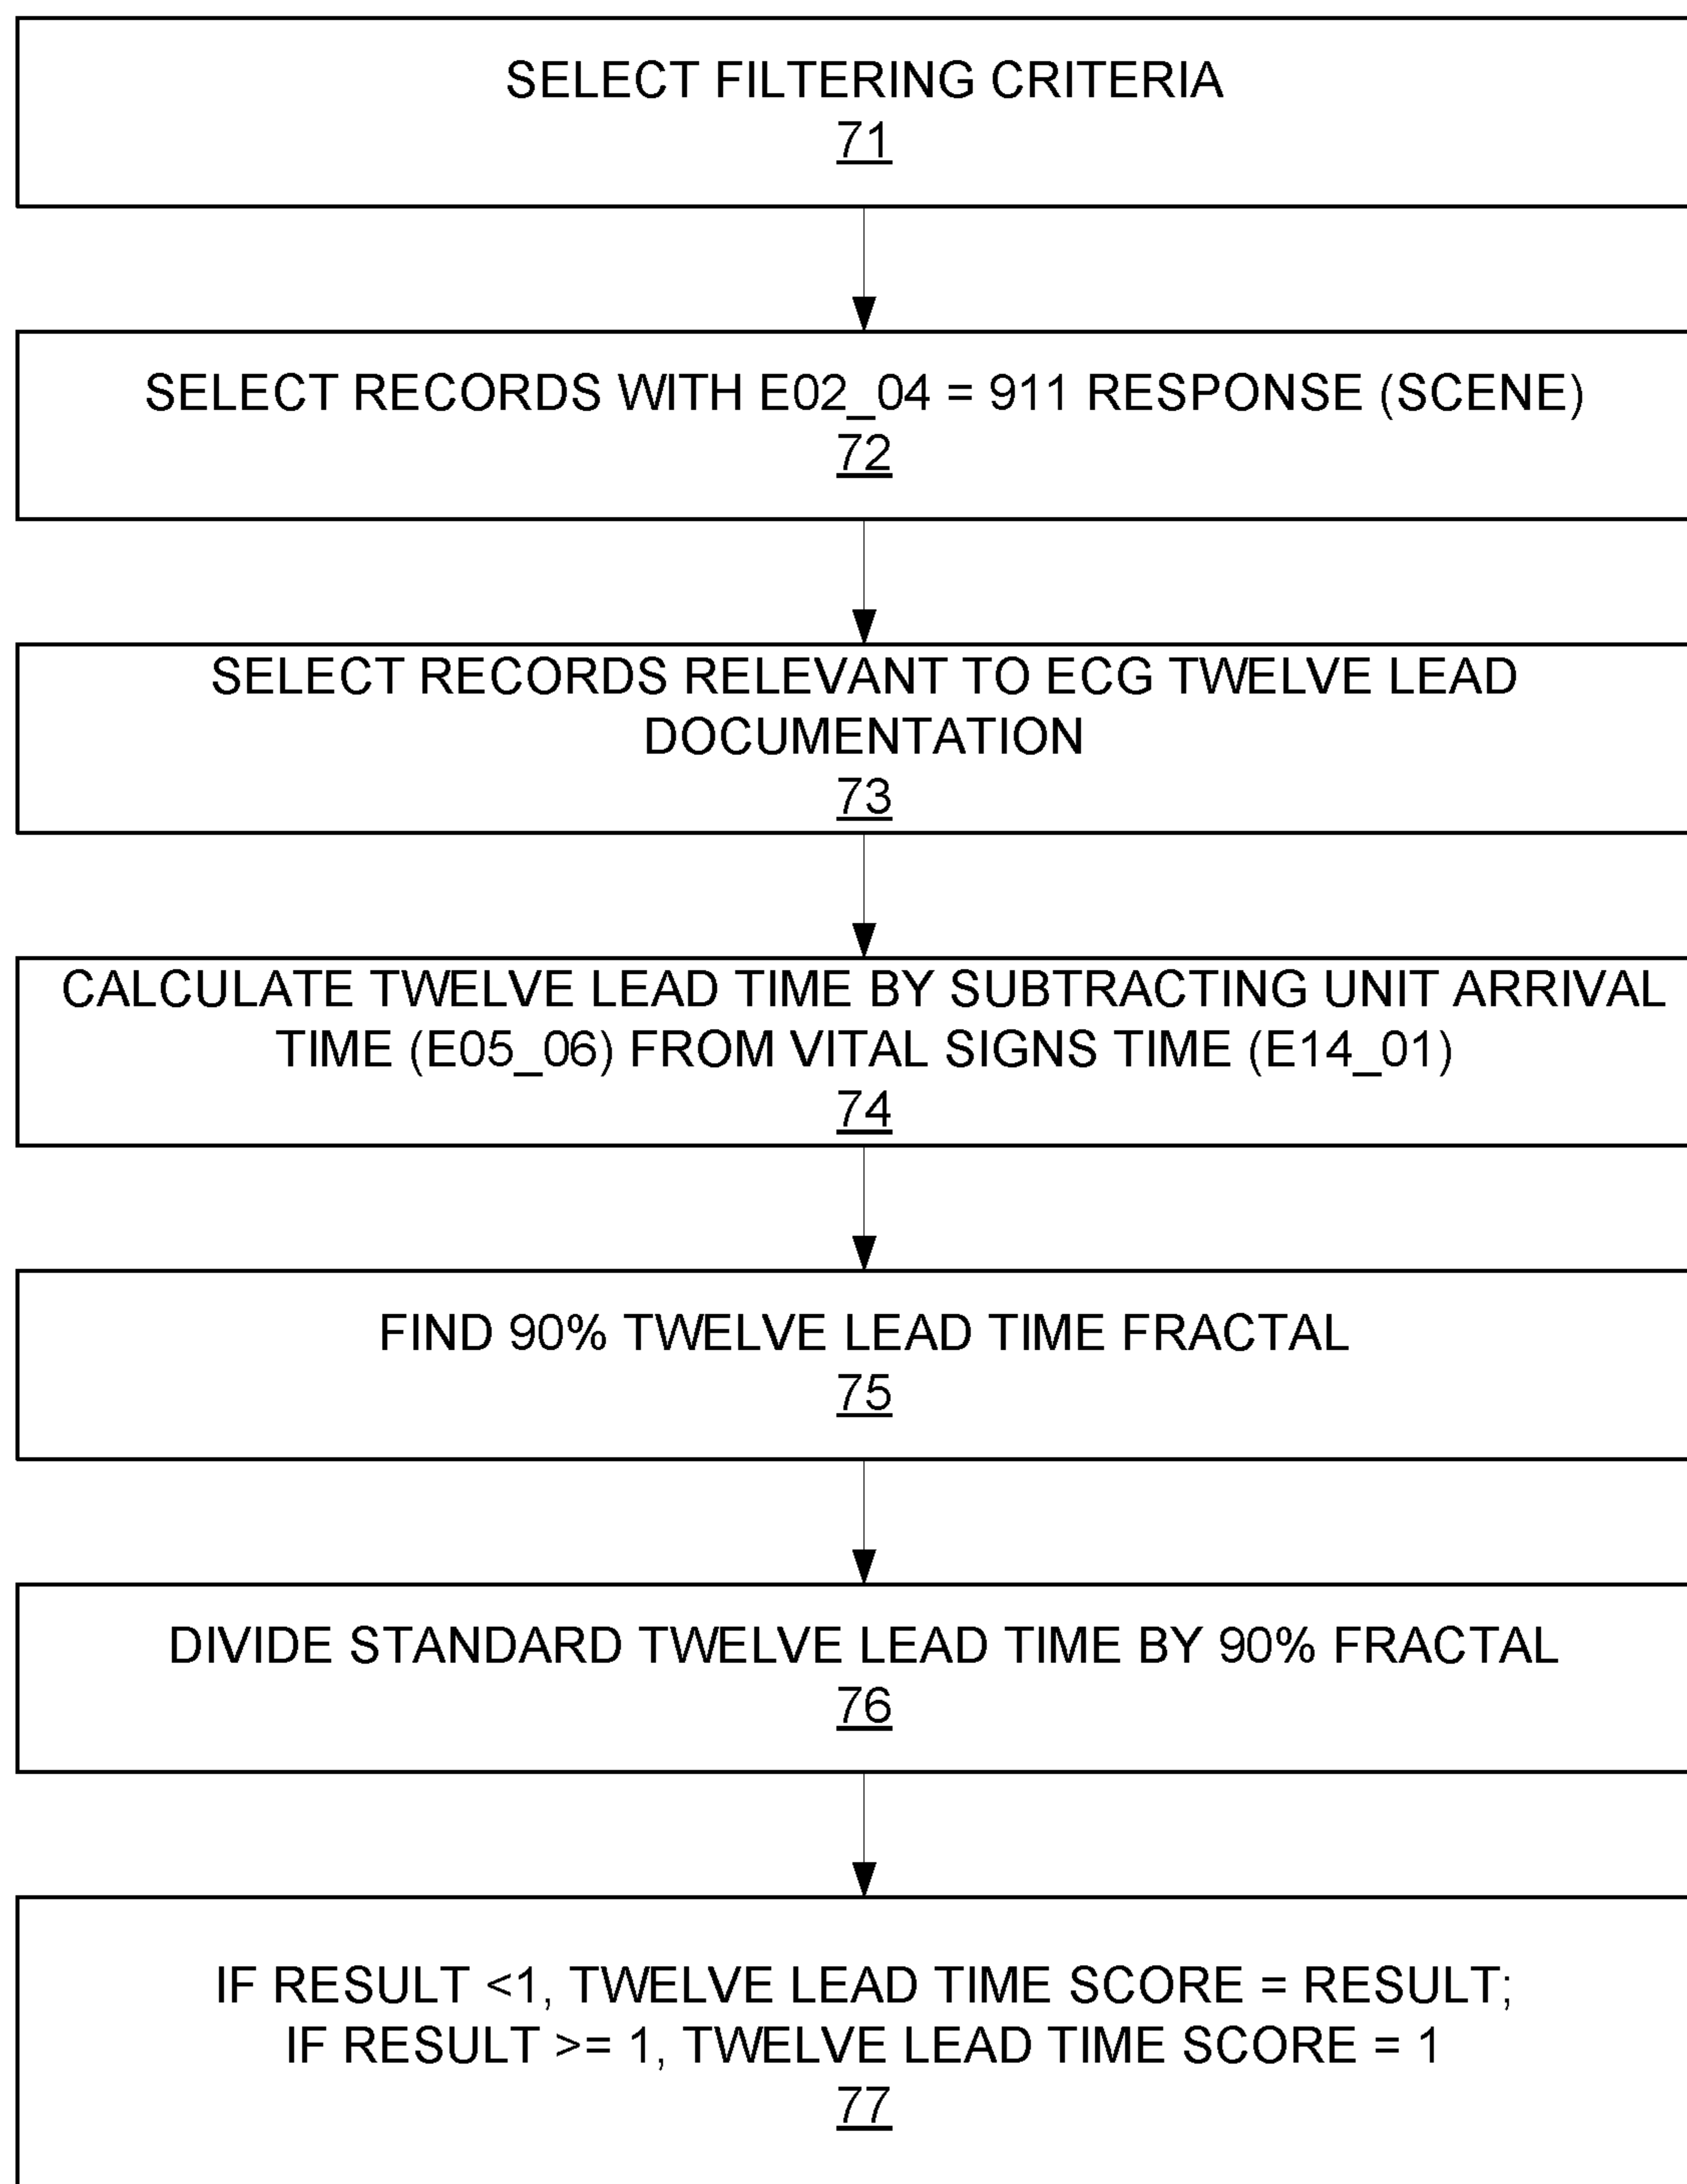 SELECT FILTERING CRITERIA
71
SELECT RECORDS WITH E02_04 = 911 RESPONSE (SCENE)
72
SELECT RECORDS RELEVANT TO ECG TWELVE LEAD
DOCUMENTATION
73
CALCULATE TWELVE LEAD TIME BY SUBTRACTING UNIT ARRIVAL
TIME (E05_06) FROM VITAL SIGNS TIME (E14_01)
74
FIND 90% TWELVE LEAD TIME FRACTAL
75
DIVIDE STANDARD TWELVE LEAD TIME BY 90% FRACTAL
76
IF RESULT <1, TWELVE LEAD TIME SCORE = RESULT;
IF RESULT >= 1, TWELVE LEAD TIME SCORE = 1
77